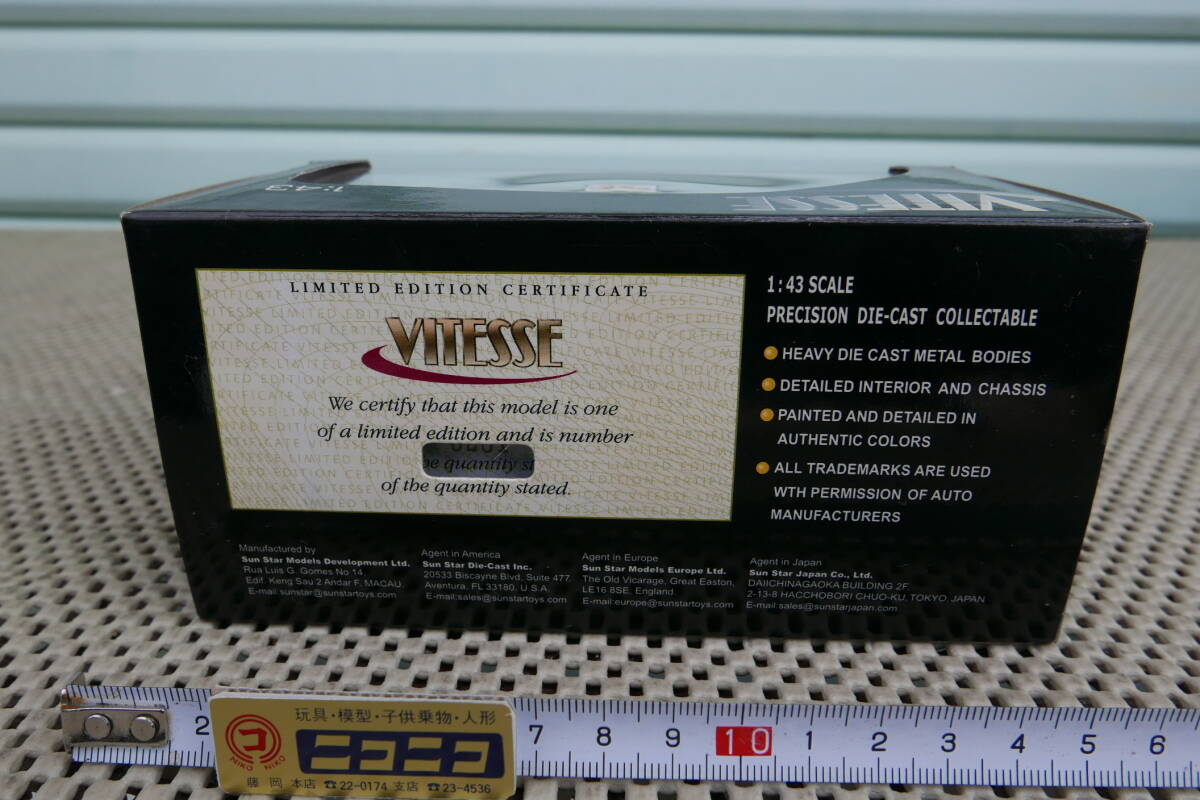 1:43
VITESSE
LIMITED EDITION CERTIFICATE
VITESSE
We certify that this model is one
of a limited edition and is number
he quantity st
of the quantity stated.
1:43 SCALE
PRECISION DIE-CAST COLLECTABLE
HEAVY DIE CAST METAL BODIES
DETAILED INTERIOR AND CHASSIS
PAINTED AND DETAILED IN
AUTHENTIC COLORS
ALL TRADEMARKS ARE USED
WTH PERMISSION OF AUTO
MANUFACTURERS
Manufactured by
Sun Star Models Development Ltd.
Rua Luis G. Gomes No 14,
Edif. Keng Sau 2 Andar F, MACAU.
E-mail:sunstar@sunstartoys.com
Agent in America
Sun Star Die-Cast Inc.
20533 Biscayne Blvd, Suite 477,
Aventura, FL 33180, U.S.A.
E-mail:sales@sunstartoys.com
Agent in Europe
Sun Star Models Europe Ltd.
The Old Vicarage, Great Easton,
LE16 8SE, England.
E-mail:europe@sunstartoys.com
Agent in Japan
Sun Star Japan Co., Ltd.
DAIICHINAGAOKA BUILDING 2F,
2-13-8 HACCHOBORI CHUO-KU, TOKYO, JAPAN
E-mail:sales@sunstarjapan.com
2 7 8 9 10 1 2 3 4 5 6
玩具・模型・子供乗物・人形
コ
NIKO NIKO
ニコニコ
藤岡 本店 ☎22-0174 支店 ☎23-4536